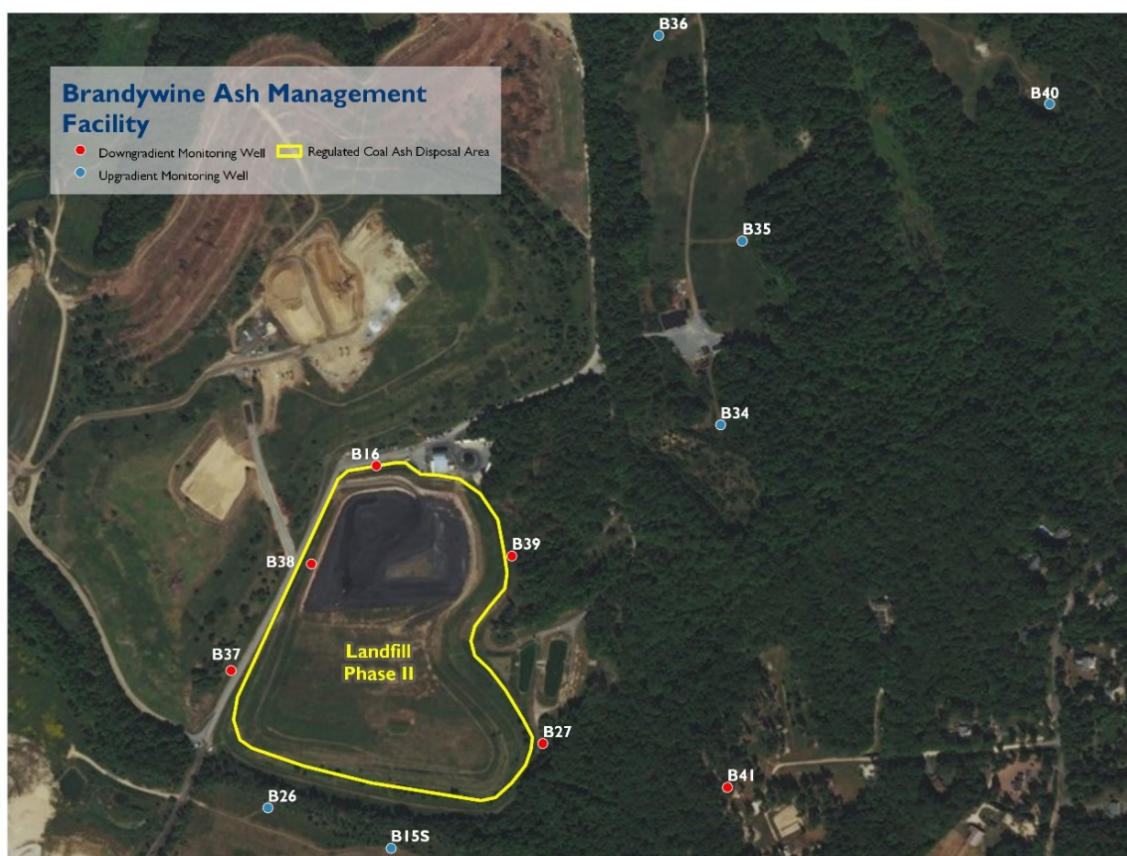 Brandywine Ash Management
Facility
Downgradient Monitoring Well
Regulated Coal Ash Disposal Area
Upgradient Monitoring Well
B36
B40
B35
B34
B16
B39
B38
B37
Landfill
Phase II
B27
B41
B26
B15S